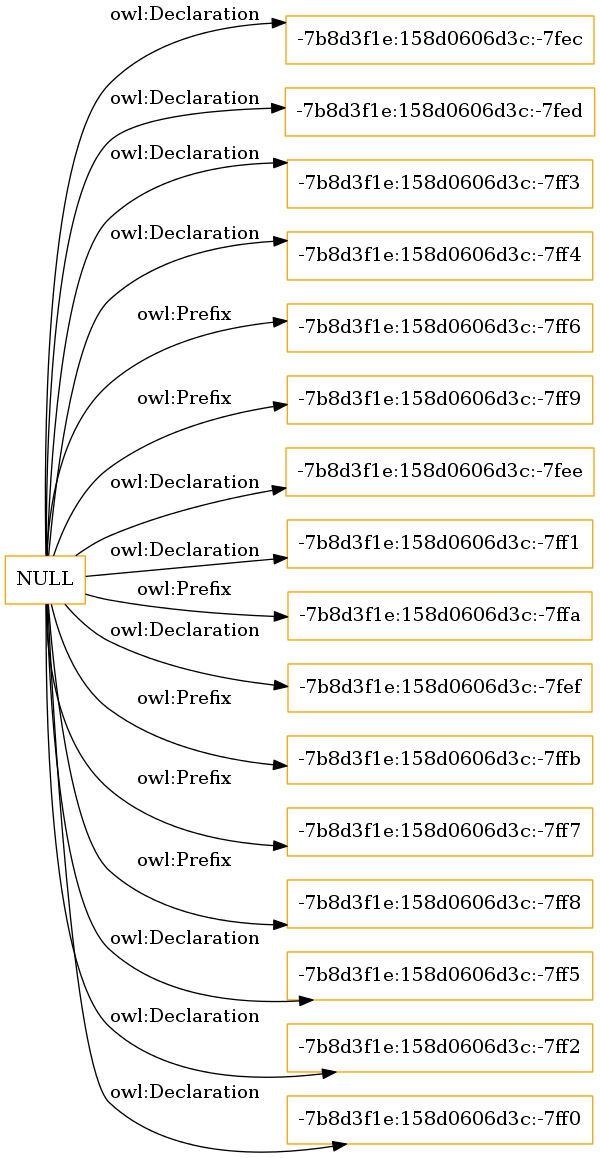 owl:Declaration
-7b8d3f1e:158d0606d3c:-7fec
owl:Declaration
-7b8d3f1e:158d0606d3c:-7fed
owl:Declaration
-7b8d3f1e:158d0606d3c:-7ff3
owl:Declaration
-7b8d3f1e:158d0606d3c:-7ff4
owl:Prefix
-7b8d3f1e:158d0606d3c:-7ff6
owl:Prefix
-7b8d3f1e:158d0606d3c:-7ff9
owl:Declaration
-7b8d3f1e:158d0606d3c:-7fee
owl:Declaration
-7b8d3f1e:158d0606d3c:-7ff1
NULL
owl:Prefix
-7b8d3f1e:158d0606d3c:-7ffa
owl:Declaration
-7b8d3f1e:158d0606d3c:-7fef
owl:Prefix
-7b8d3f1e:158d0606d3c:-7ffb
owl:Prefix
-7b8d3f1e:158d0606d3c:-7ff7
owl:Prefix
-7b8d3f1e:158d0606d3c:-7ff8
owl:Declaration
-7b8d3f1e:158d0606d3c:-7ff5
owl:Declaration
-7b8d3f1e:158d0606d3c:-7ff2
owl:Declaration
-7b8d3f1e:158d0606d3c:-7ff0